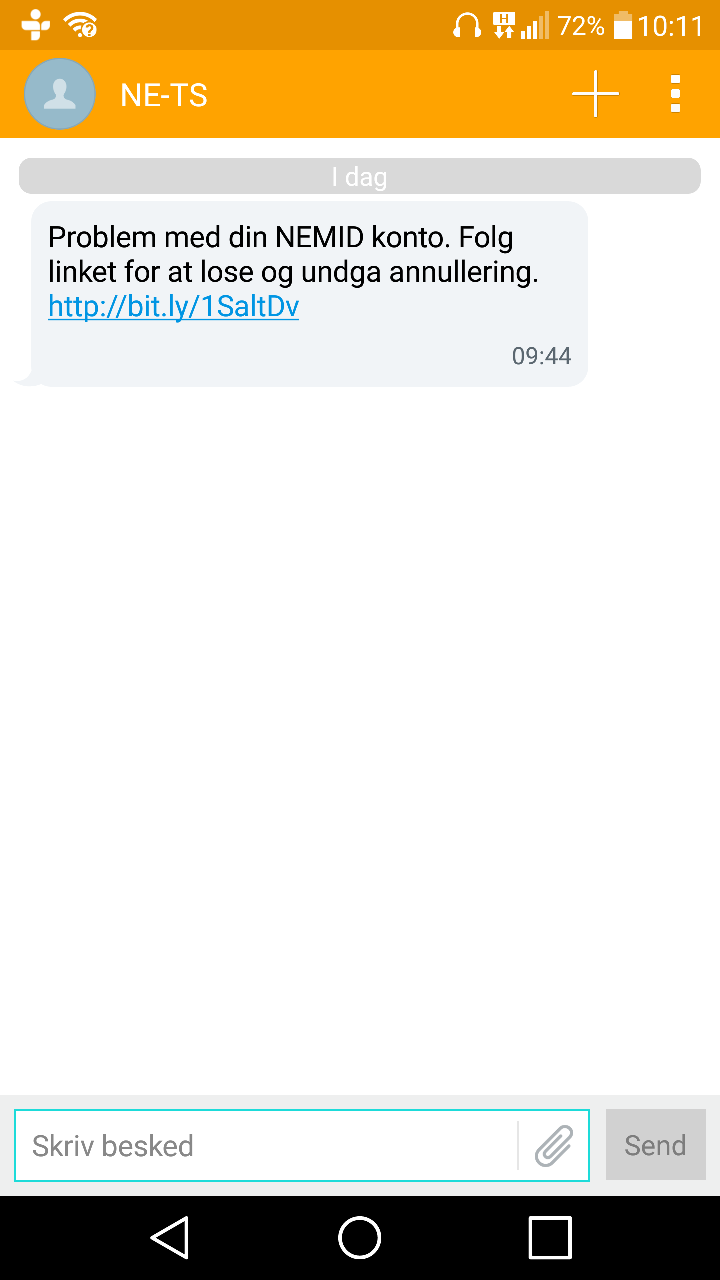 72% 10:11
NE-TS
I dag
Problem med din NEMID konto. Folg
linket for at lose og undga annullering.
http://bit.ly/1SaltDv
09:44
Skriv besked
Send